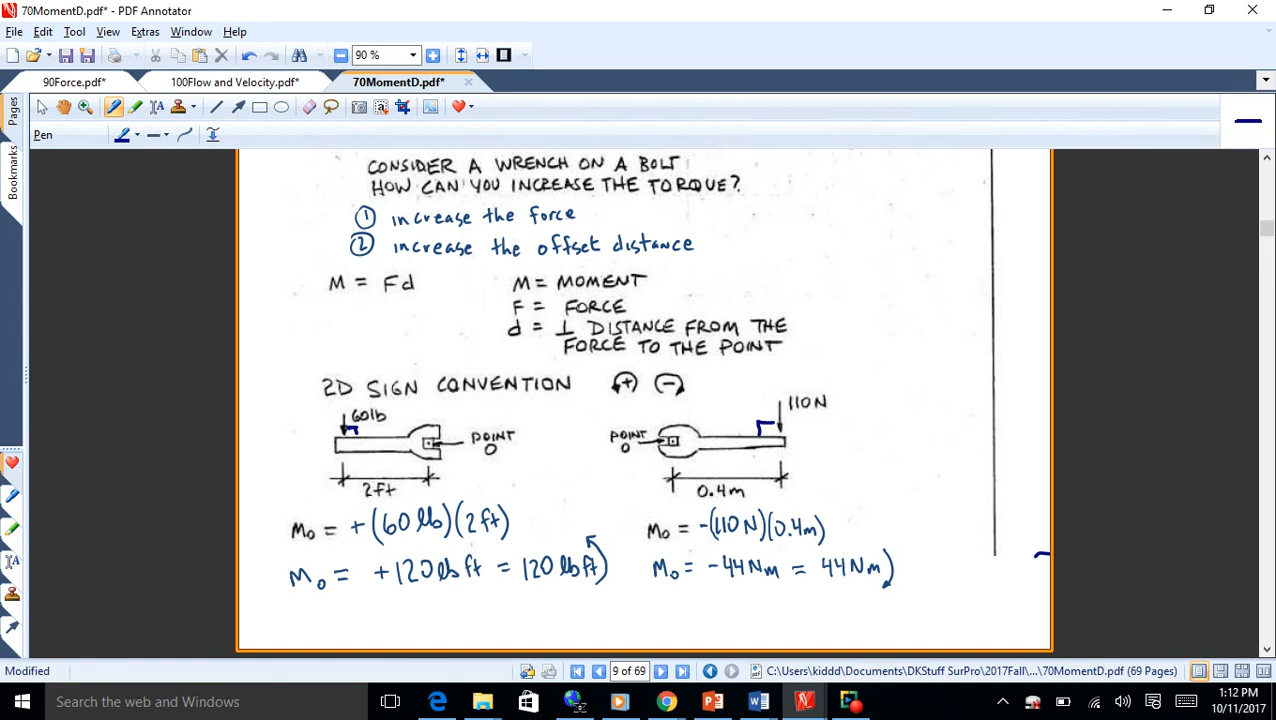 70MomentD.pdf* - PDF Annotator
File Edit Tool View Extras Window Help
90 %
90Force.pdf* 100Flow and Velocity.pdf* 70MomentD.pdf*
Pen
Pages
Bookmarks
CONSIDER A WRENCH ON A BOLT
HOW CAN YOU INCREASE THE TORQUE?
① increase the force
② increase the offset distance
M = Fd M = MOMENT
F = FORCE
d = ⊥ DISTANCE FROM THE
FORCE TO THE POINT
2D SIGN CONVENTION + -
60lb 110N
POINT O POINT O
2ft 0.4m
Mo = +(60 lb)(2 ft) Mo = -(110N)(0.4m)
Mo = +120 lb ft = 120 lb ft) Mo = -44Nm = 44Nm)
Modified 9 of 69 C:\Users\kiddd\Documents\DKStuff SurPro\2017Fall\...\70MomentD.pdf (69 Pages)
Search the web and Windows
1:12 PM
10/11/2017